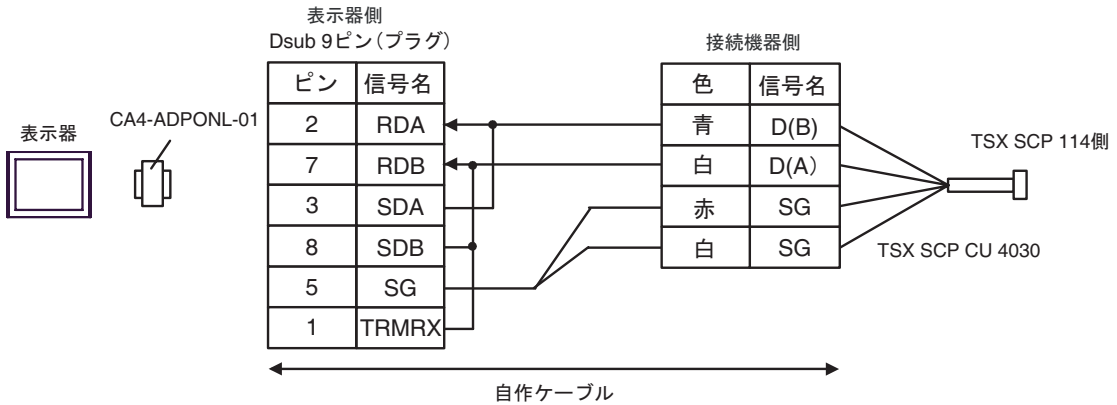 表示器側
Dsub 9ピン（プラグ）
接続機器側
ピン 信号名
色 信号名
CA4-ADPONL-01
表示器
2 RDA
青 D(B)
TSX SCP 114側
7 RDB
白 D(A）
3 SDA
赤 SG
8 SDB
白 SG
TSX SCP CU 4030
5 SG
1 TRMRX
自作ケーブル